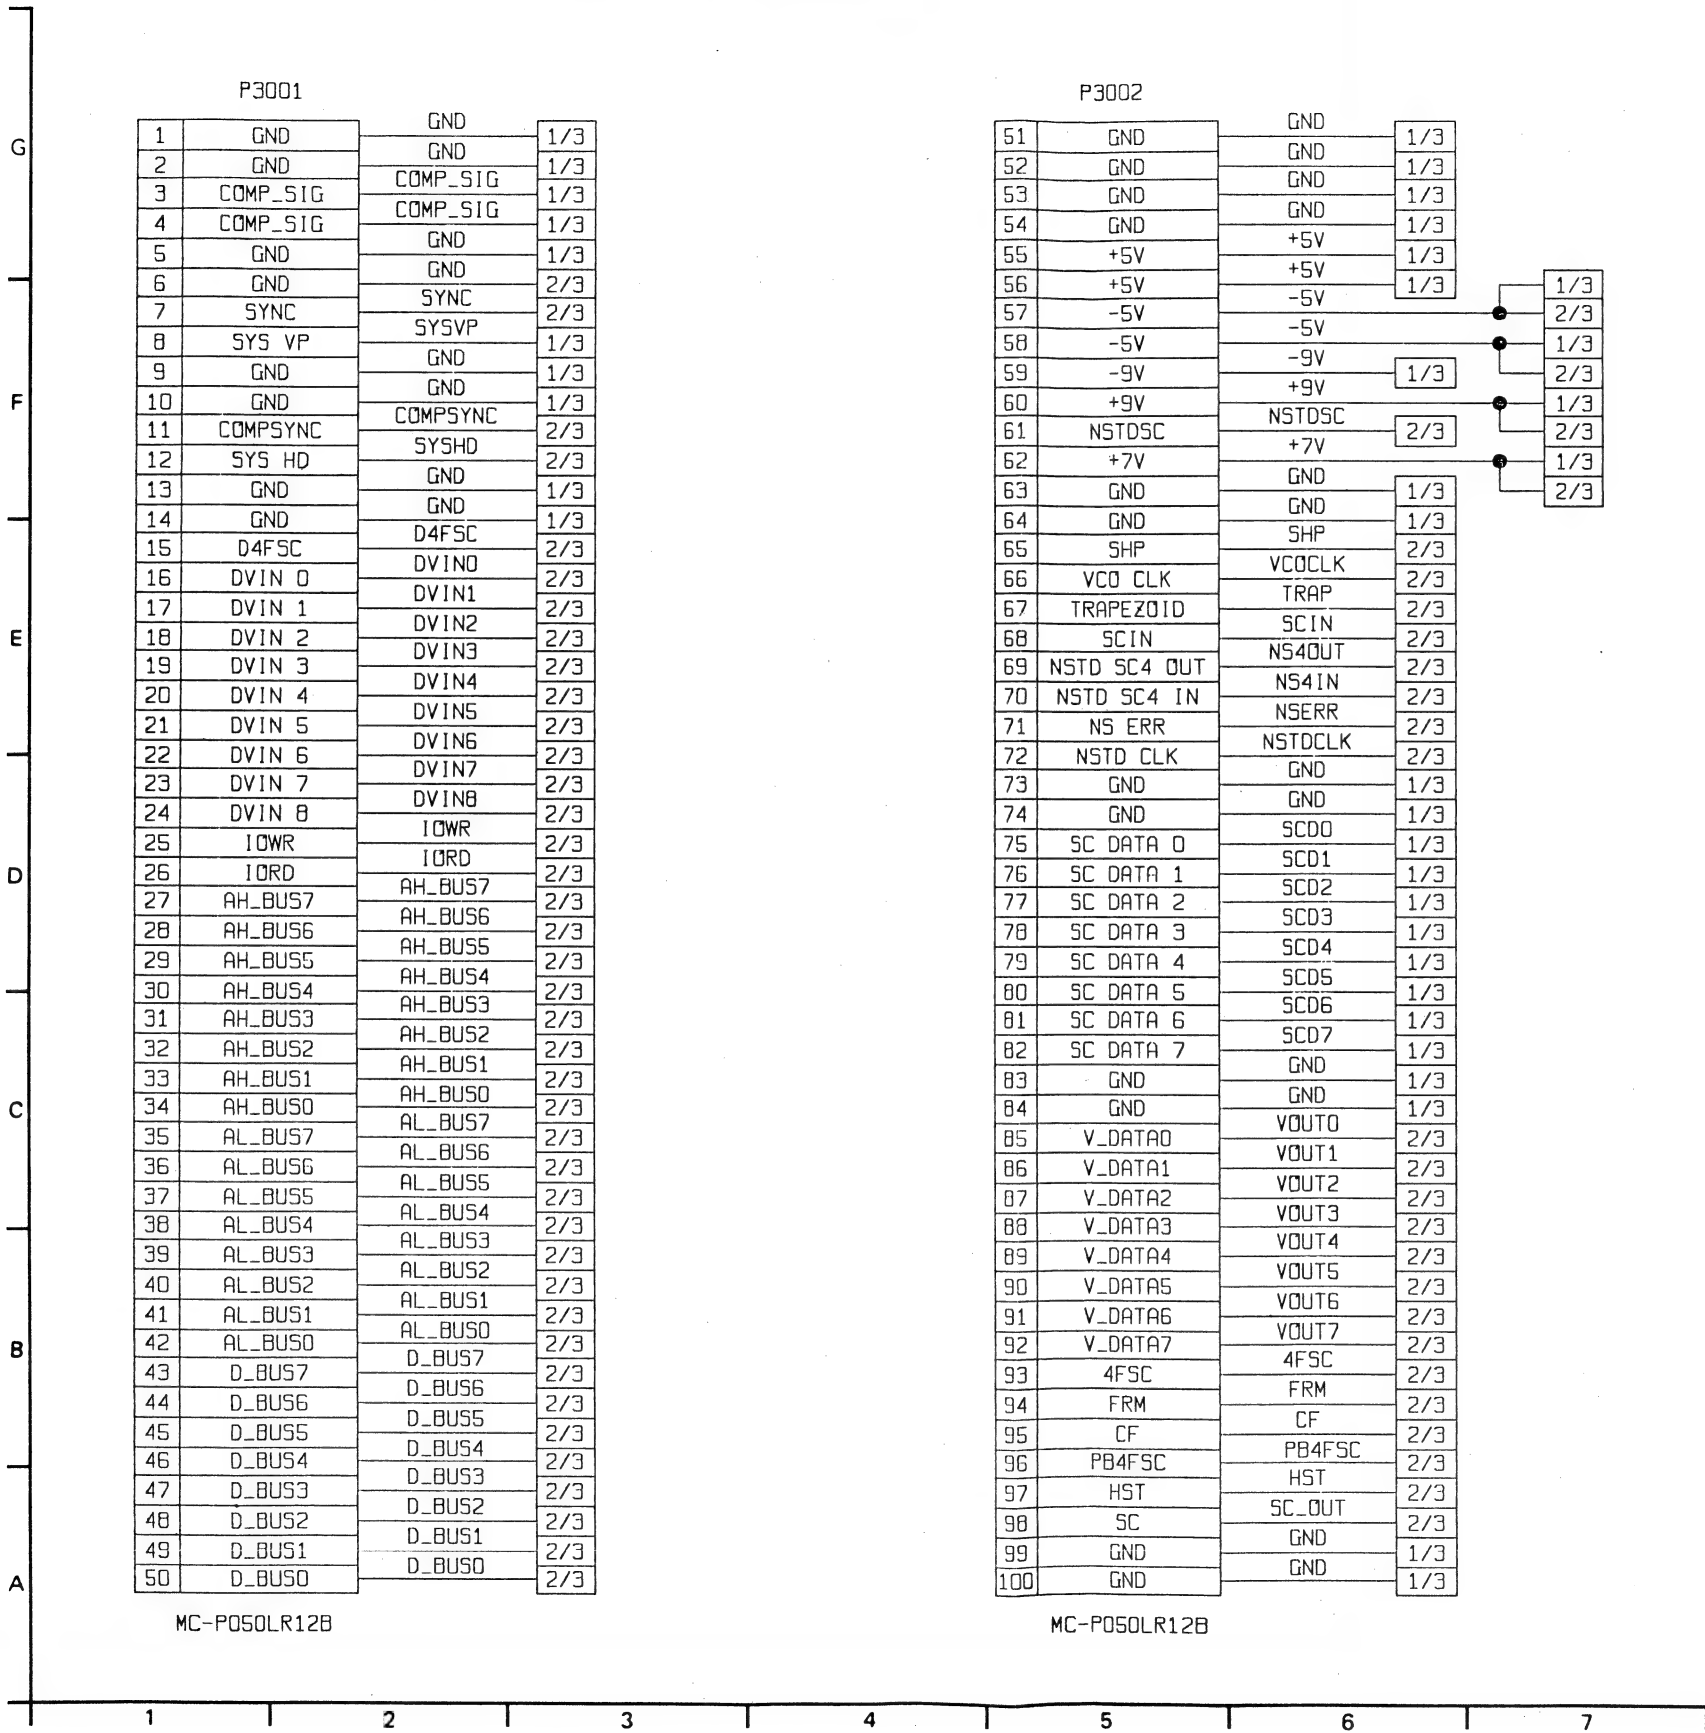 P3001
1 GND GND 1/3
2 GND GND 1/3
3 COMP_SIG COMP_SIG 1/3
4 COMP_SIG COMP_SIG 1/3
5 GND GND 1/3
6 GND GND 2/3
7 SYNC SYNC 2/3
8 SYS VP SYSVP 1/3
9 GND GND 1/3
10 GND GND 1/3
11 COMPSYNC COMPSYNC 2/3
12 SYS HD SYSHD 2/3
13 GND GND 1/3
14 GND GND 1/3
15 D4FSC D4FSC 2/3
16 DVIN 0 DVIN0 2/3
17 DVIN 1 DVIN1 2/3
18 DVIN 2 DVIN2 2/3
19 DVIN 3 DVIN3 2/3
20 DVIN 4 DVIN4 2/3
21 DVIN 5 DVIN5 2/3
22 DVIN 6 DVIN6 2/3
23 DVIN 7 DVIN7 2/3
24 DVIN 8 DVIN8 2/3
25 IOWR IOWR 2/3
26 IORD IORD 2/3
27 AH_BUS7 AH_BUS7 2/3
28 AH_BUS6 AH_BUS6 2/3
29 AH_BUS5 AH_BUS5 2/3
30 AH_BUS4 AH_BUS4 2/3
31 AH_BUS3 AH_BUS3 2/3
32 AH_BUS2 AH_BUS2 2/3
33 AH_BUS1 AH_BUS1 2/3
34 AH_BUS0 AH_BUS0 2/3
35 AL_BUS7 AL_BUS7 2/3
36 AL_BUS6 AL_BUS6 2/3
37 AL_BUS5 AL_BUS5 2/3
38 AL_BUS4 AL_BUS4 2/3
39 AL_BUS3 AL_BUS3 2/3
40 AL_BUS2 AL_BUS2 2/3
41 AL_BUS1 AL_BUS1 2/3
42 AL_BUS0 AL_BUS0 2/3
43 D_BUS7 D_BUS7 2/3
44 D_BUS6 D_BUS6 2/3
45 D_BUS5 D_BUS5 2/3
46 D_BUS4 D_BUS4 2/3
47 D_BUS3 D_BUS3 2/3
48 D_BUS2 D_BUS2 2/3
49 D_BUS1 D_BUS1 2/3
50 D_BUS0 D_BUS0 2/3
MC-P050LR12B
P3002
51 GND GND 1/3
52 GND GND 1/3
53 GND GND 1/3
54 GND GND 1/3
55 +5V +5V 1/3
56 +5V +5V 1/3 1/3
57 -5V -5V 2/3
58 -5V -5V 1/3
59 -9V -9V 1/3 2/3
60 +9V +9V 1/3
61 NSTDSC NSTDSC 2/3 2/3
62 +7V +7V 1/3
63 GND GND 1/3 2/3
64 GND GND 1/3
65 SHP SHP 2/3
66 VCO CLK VCOCLK 2/3
67 TRAPEZOID TRAP 2/3
68 SCIN SCIN 2/3
69 NSTD SC4 OUT NS4OUT 2/3
70 NSTD SC4 IN NS4IN 2/3
71 NS ERR NSERR 2/3
72 NSTD CLK NSTDCLK 2/3
73 GND GND 1/3
74 GND GND 1/3
75 SC DATA 0 SCD0 1/3
76 SC DATA 1 SCD1 1/3
77 SC DATA 2 SCD2 1/3
78 SC DATA 3 SCD3 1/3
79 SC DATA 4 SCD4 1/3
80 SC DATA 5 SCD5 1/3
81 SC DATA 6 SCD6 1/3
82 SC DATA 7 SCD7 1/3
83 GND GND 1/3
84 GND GND 1/3
85 V_DATA0 VOUT0 2/3
86 V_DATA1 VOUT1 2/3
87 V_DATA2 VOUT2 2/3
88 V_DATA3 VOUT3 2/3
89 V_DATA4 VOUT4 2/3
90 V_DATA5 VOUT5 2/3
91 V_DATA6 VOUT6 2/3
92 V_DATA7 VOUT7 2/3
93 4FSC 4FSC 2/3
94 FRM FRM 2/3
95 CF CF 2/3
96 PB4FSC PB4FSC 2/3
97 HST HST 2/3
98 SC SC_OUT 2/3
99 GND GND 1/3
100 GND GND 1/3
MC-P050LR12B
G
F
E
D
C
B
A
1 2 3 4 5 6 7